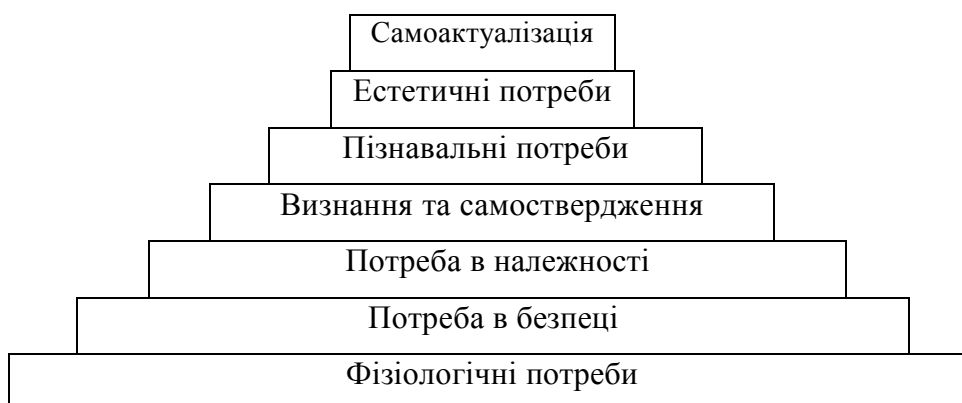 Самоактуалізація
Естетичні потреби
Пізнавальні потреби
Визнання та самоствердження
Потреба в належності
Потреба в безпеці
Фізіологічні потреби